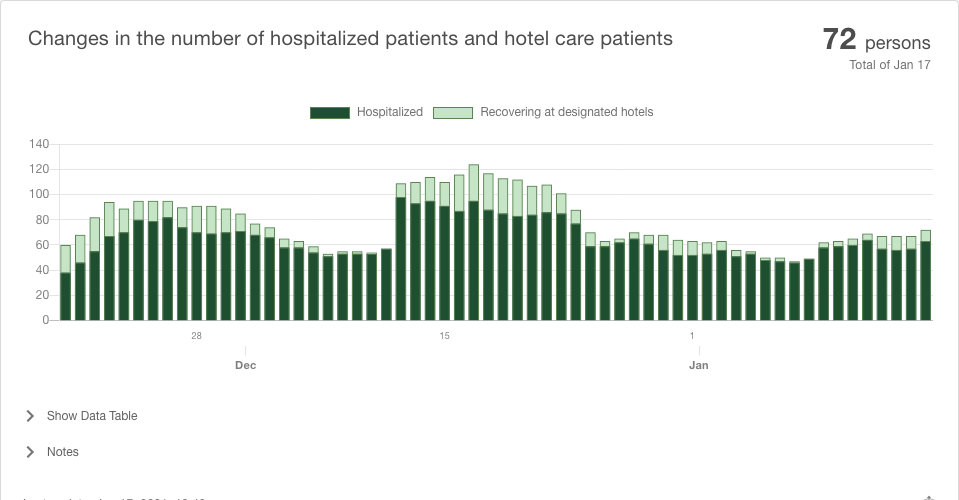 Changes in the number of hospitalized patients and hotel care patients
72 persons
Total of Jan 17
Hospitalized
Recovering at designated hotels
140
120
100
80
60
40
20
0
28
15
1
Dec
Jan
Show Data Table
Notes